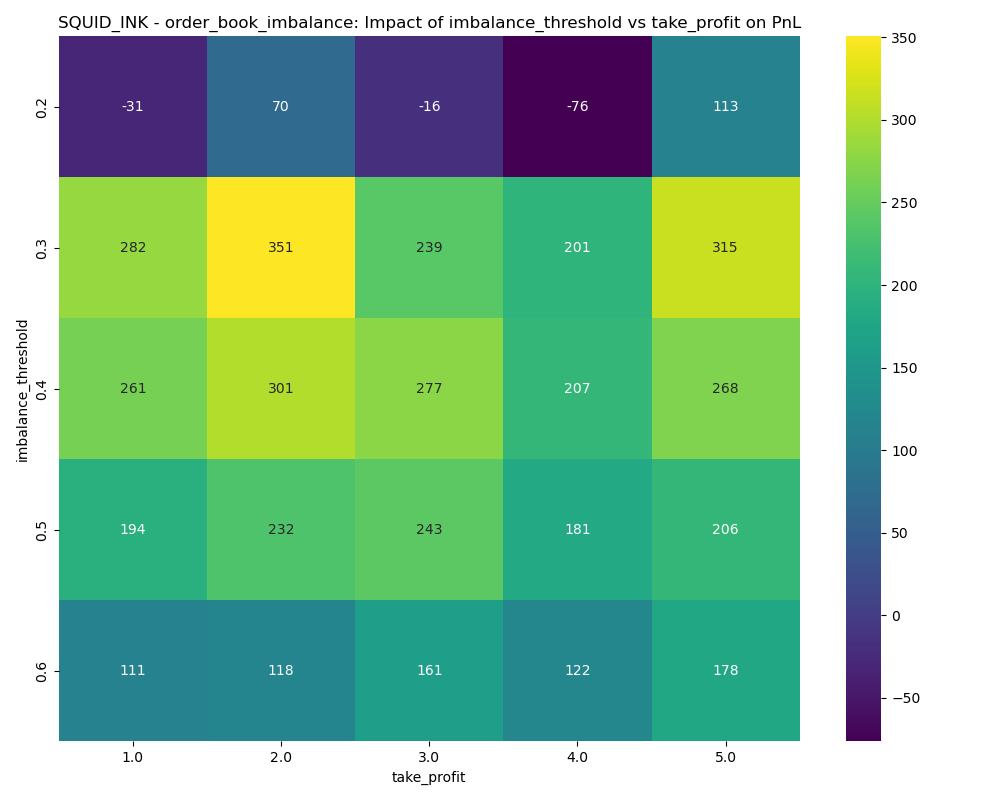 SQUID_INK - order_book_imbalance: Impact of imbalance_threshold vs take_profit on PnL
imbalance_threshold
0.2
-31 70 -16 -76 113
0.3
282 351 239 201 315
0.4
261 301 277 207 268
0.5
194 232 243 181 206
0.6
111 118 161 122 178
1.0 2.0 3.0 4.0 5.0
take_profit
350
300
250
200
150
100
50
0
−50